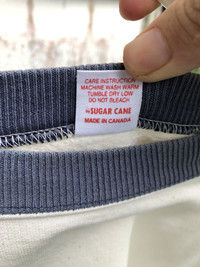 CARE INSTRUCTION
MACHINE WASH WARM
TUMBLE DRY LOW
DO NOT BLEACH
SUGAR CANE
MADE IN CANADA